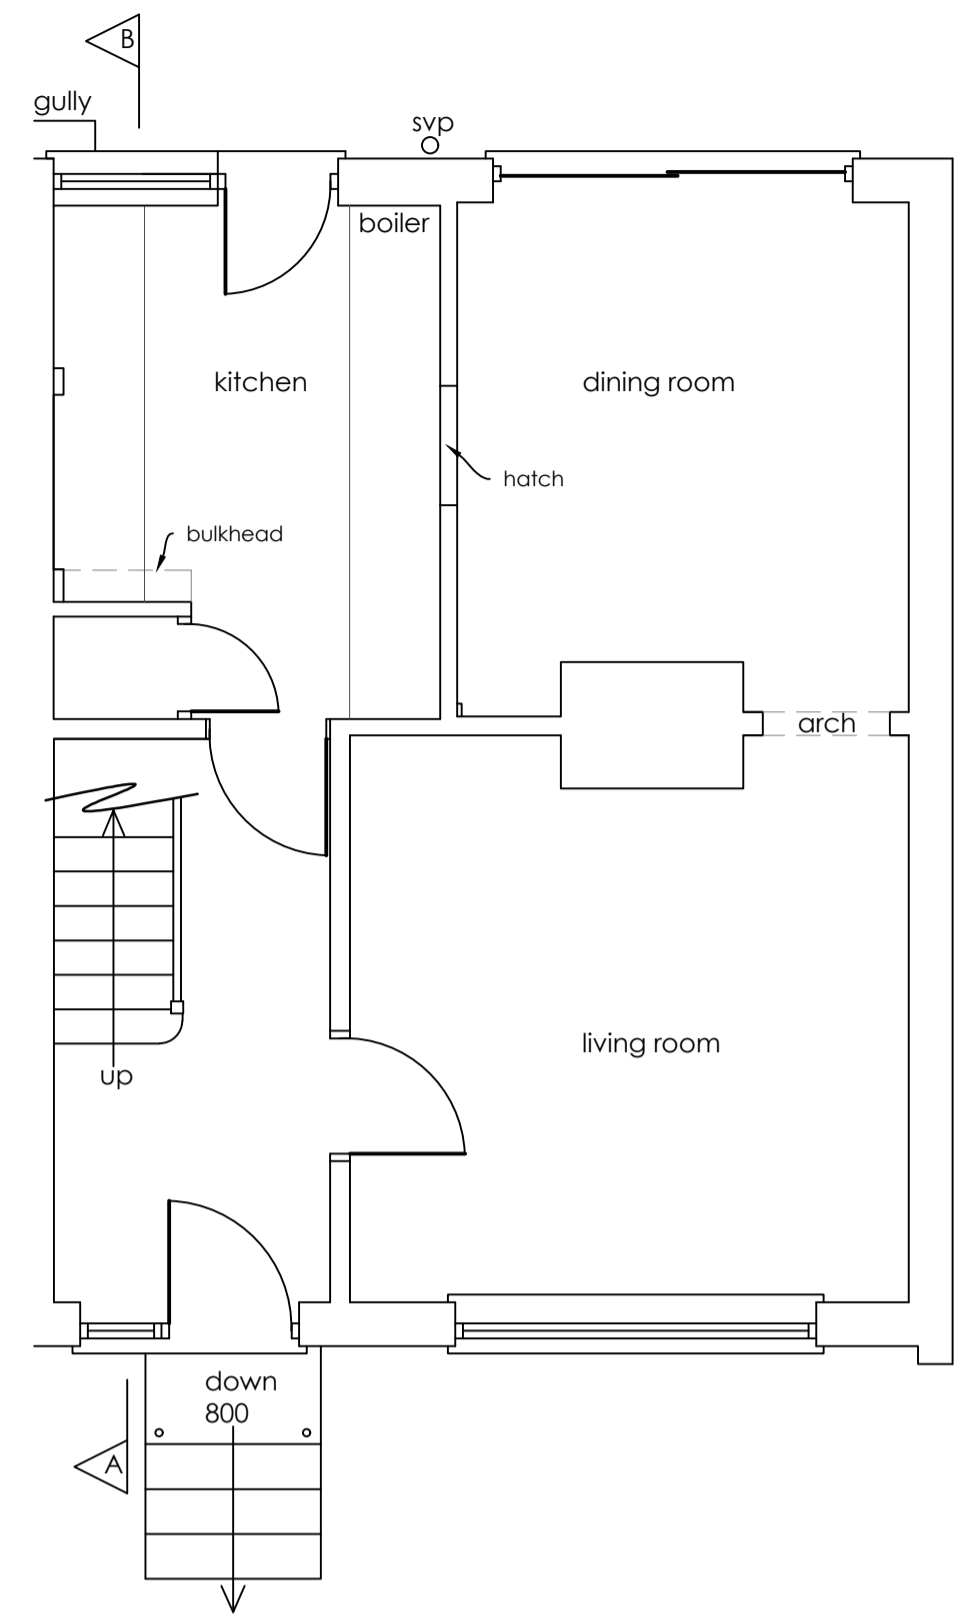 B
gully
svp
boiler
kitchen
dining room
hatch
bulkhead
arch
living room
up
down
800
A